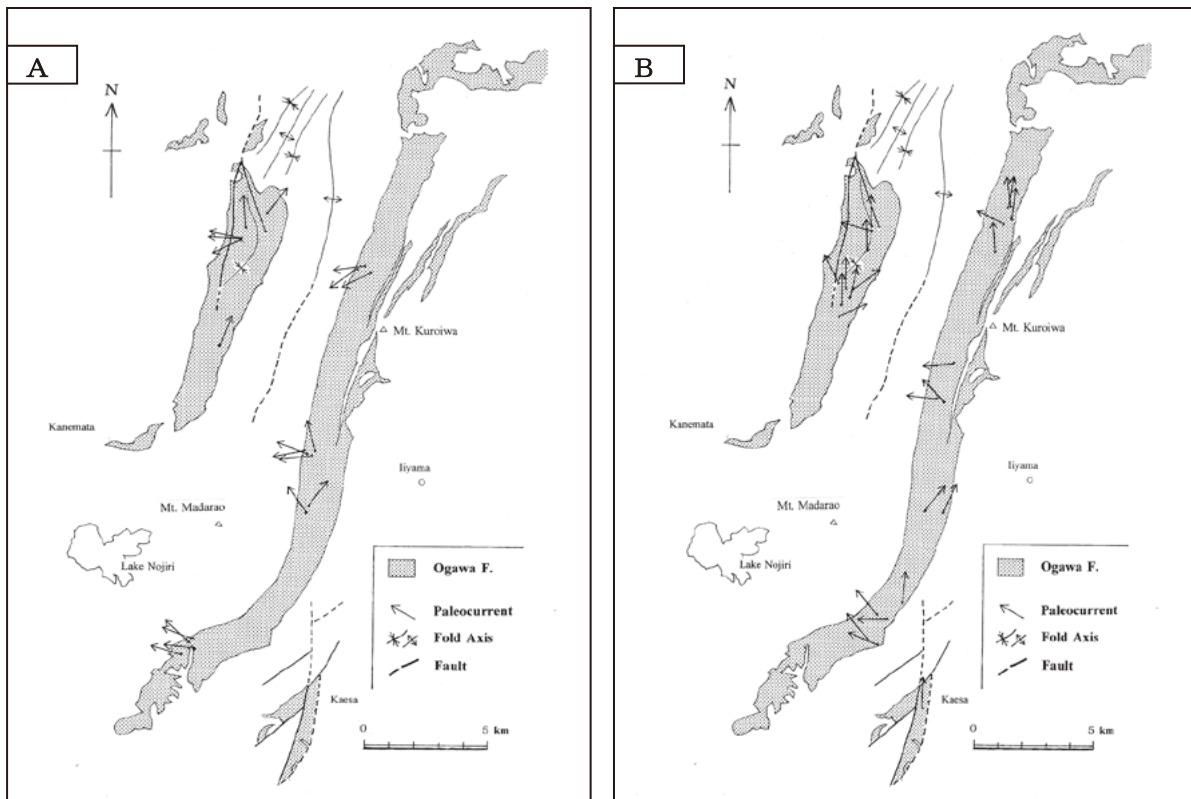 A
N
Mt. Kuroiwa
Kanemata
Iiyama
Mt. Madarao
Lake Nojiri
Ogawa F.
Paleocurrent
Fold Axis
Fault
Kaesa
0 5 km
B
N
Mt. Kuroiwa
Kanemata
Iiyama
Mt. Madarao
Lake Nojiri
Ogawa F.
Paleocurrent
Fold Axis
Fault
Kaesa
0 5 km